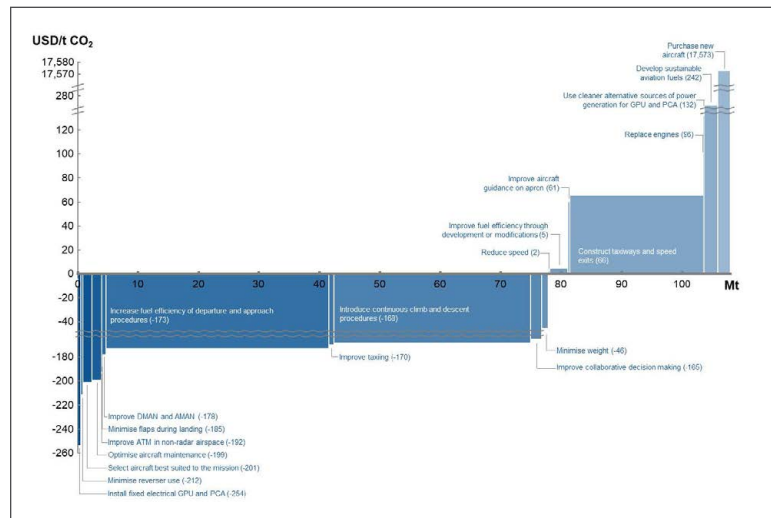 USD/t CO2
17,580
17,570
280
120
100
80
60
40
20
0
-20
-40
-180
-200
-220
-240
-260
0 10 20 30 40 50 60 70 80 90 100 Mt
Purchase new
aircraft (17,573)
Develop sustainable
aviation fuels (242)
Use cleaner alternative sources of power
generation for GPU and PCA (132)
Replace engines (96)
Improve aircraft
guidance on apron (61)
Improve fuel efficiency through
development or modifications (5)
Reduce speed (2)
Construct taxiways and speed
exits (66)
Increase fuel efficiency of departure and approach
procedures (-173)
Introduce continuous climb and descent
procedures (-168)
Improve taxiing (-170)
Minimise weight (-46)
Improve collaborative decision making (-165)
Improve DMAN and AMAN (-178)
Minimise flaps during landing (-185)
Improve ATM in non-radar airspace (-192)
Optimise aircraft maintenance (-199)
Select aircraft best suited to the mission (-201)
Minimise reverser use (-212)
Install fixed electrical GPU and PCA (-254)